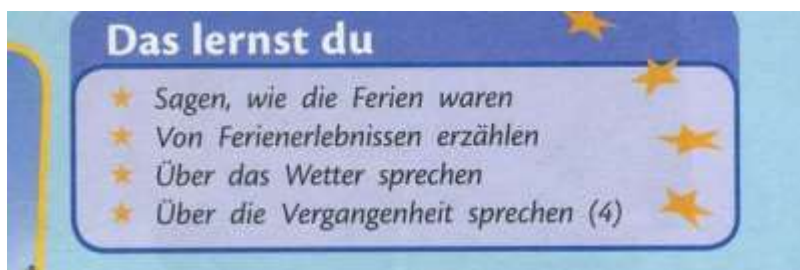 Das lernst du
Sagen, wie die Ferien waren
Von Ferienerlebnissen erzählen
Über das Wetter sprechen
Über die Vergangenheit sprechen (4)